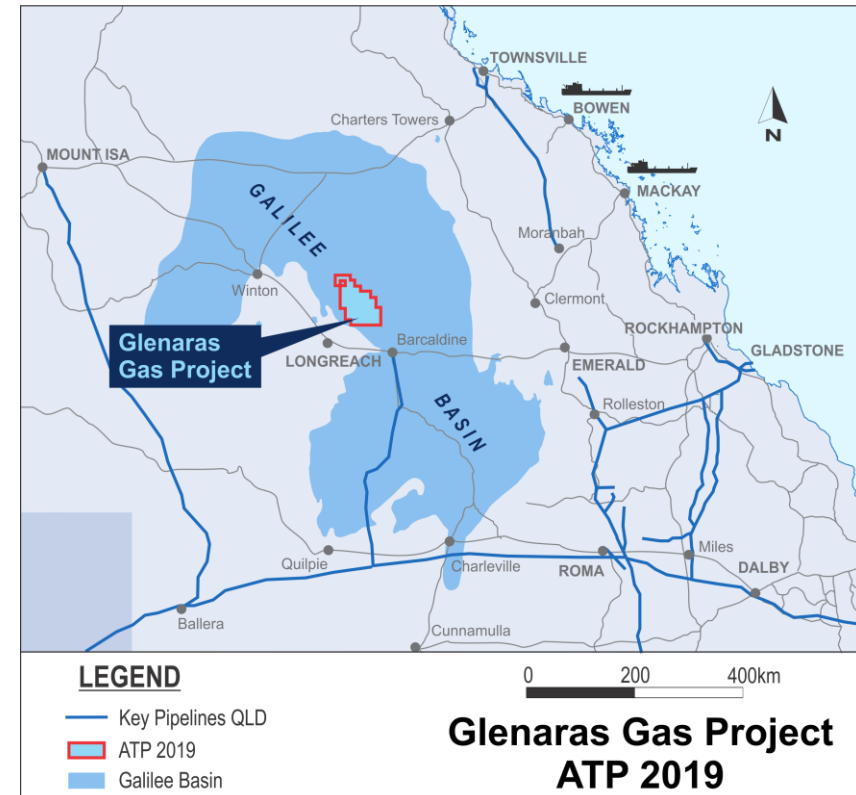 TOWNSVILLE
BOWEN
Charters Towers
N
MOUNT ISA
MACKAY
GALILEE
Moranbah
Winton
Clermont
Glenaras
Gas Project
ROCKHAMPTON
GLADSTONE
Barcaldine
LONGREACH
EMERALD
BASIN
Rolleston
Quilpie
Charleville
ROMA
Miles
DALBY
Ballera
Cunnamulla
LEGEND
Key Pipelines QLD
ATP 2019
Galilee Basin
0 200 400km
Glenaras Gas Project
ATP 2019